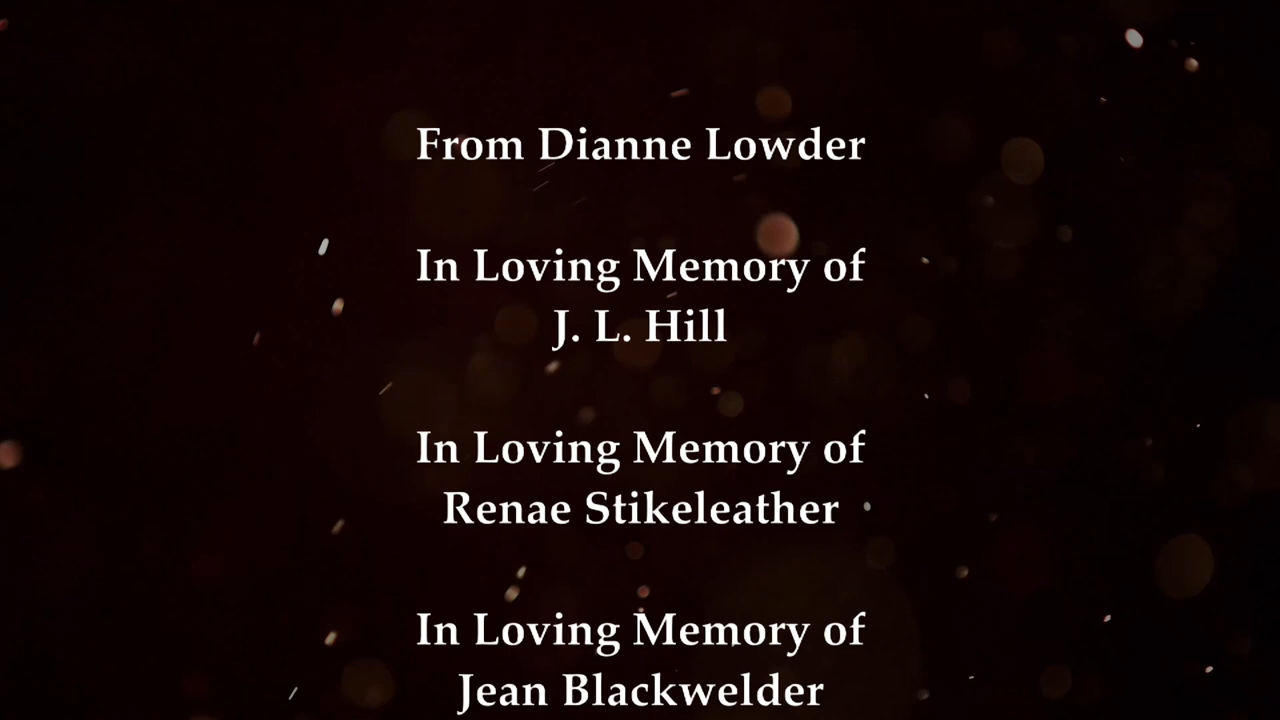 From Dianne Lowder
In Loving Memory of
J. L. Hill
In Loving Memory of
Renae Stikeleather
In Loving Memory of
Jean Blackwelder